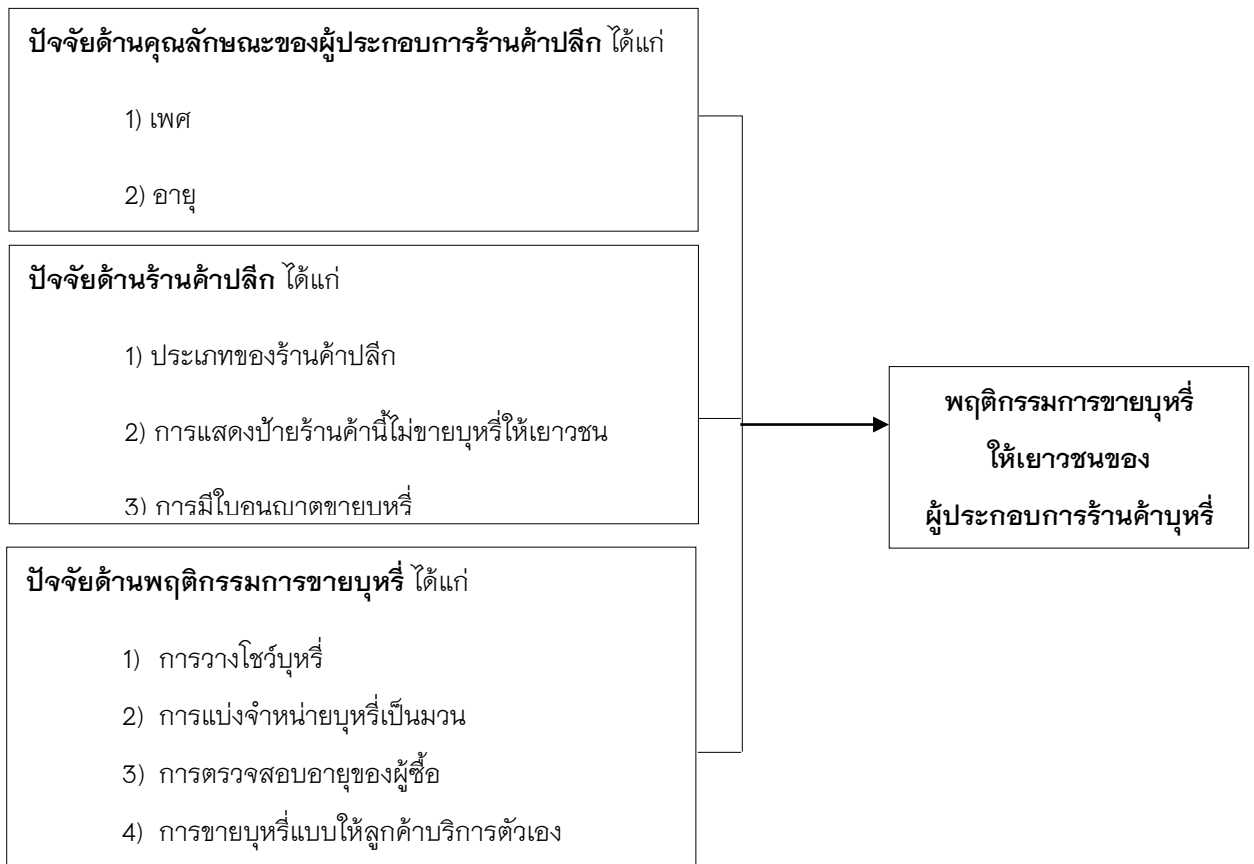 ปัจจัยด้านคุณลักษณะของผู้ประกอบการร้านค้าปลีก ได้แก่
1) เพศ
2) อายุ
ปัจจัยด้านร้านค้าปลีก ได้แก่
1) ประเภทของร้านค้าปลีก
2) การแสดงป้ายร้านค้านี้ไม่ขายบุหรี่ให้เยาวชน
3) การมีใบอนุญาตขายบุหรี่
ปัจจัยด้านพฤติกรรมการขายบุหรี่ ได้แก่
1) การวางโชว์บุหรี่
2) การแบ่งจำหน่ายบุหรี่เป็นมวน
3) การตรวจสอบอายุของผู้ซื้อ
4) การขายบุหรี่แบบให้ลูกค้าบริการตัวเอง
พฤติกรรมการขายบุหรี่
ให้เยาวชนของ
ผู้ประกอบการร้านค้าบุหรี่